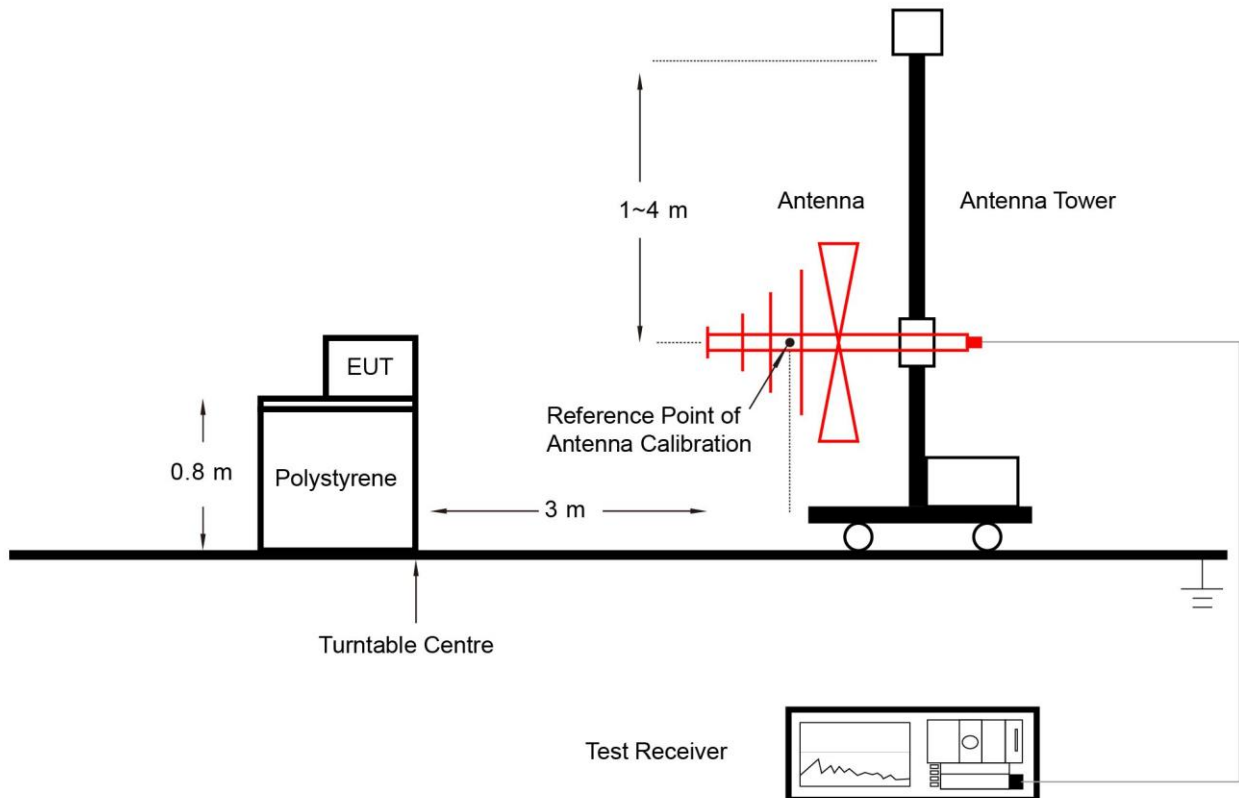 1~4 m
Antenna
Antenna Tower
EUT
Reference Point of
Antenna Calibration
0.8 m
Polystyrene
3 m
Turntable Centre
Test Receiver